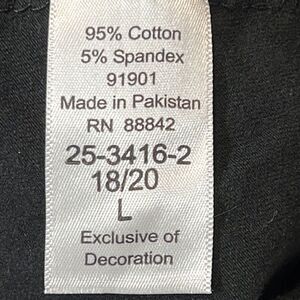 95% Cotton
5% Spandex
91901
Made in Pakistan
RN 88842
25-3416-2
18/20
L
Exclusive of
Decoration